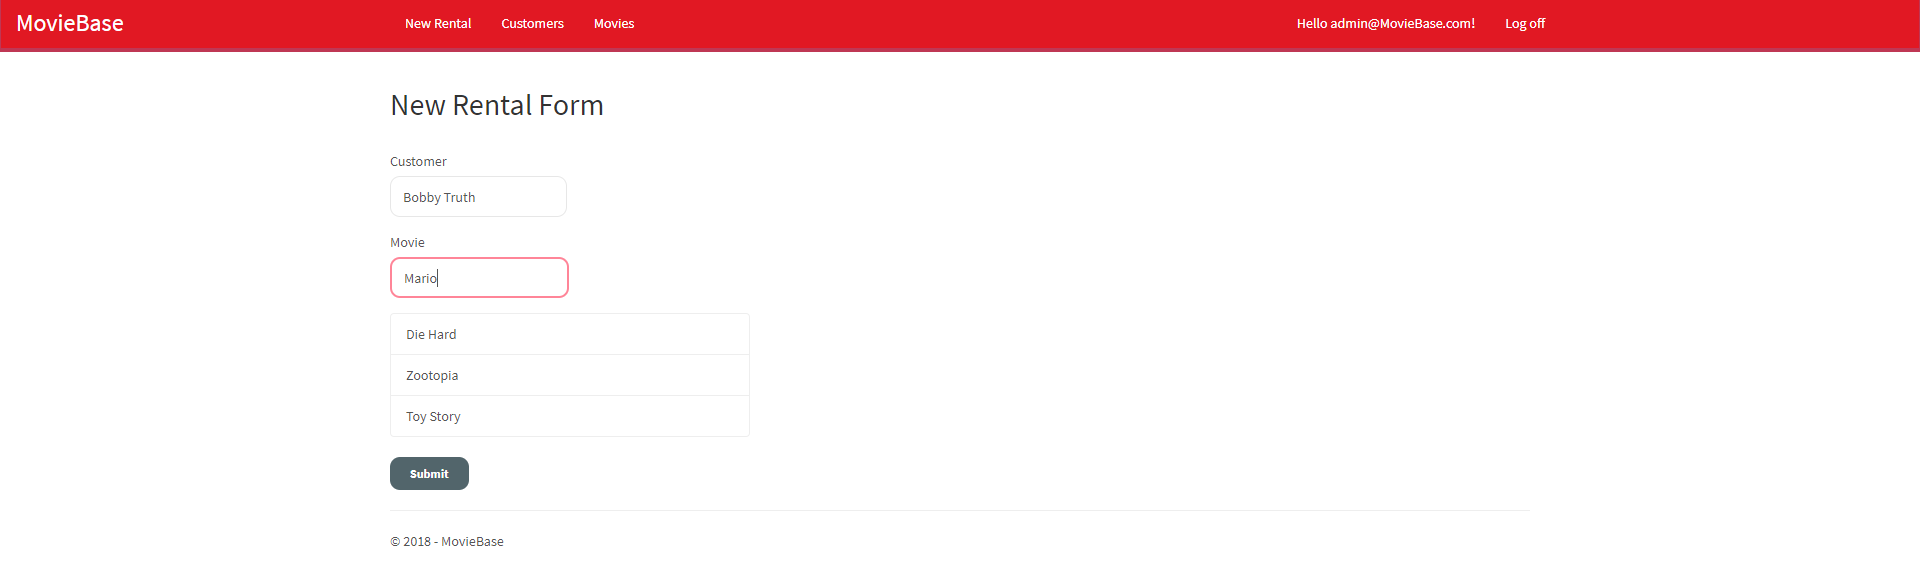 MovieBase New Rental Customers Movies Hello admin@MovieBase.com! Log off
New Rental Form
Customer
Bobby Truth
Movie
Mario
Die Hard
Zootopia
Toy Story
Submit
© 2018 - MovieBase